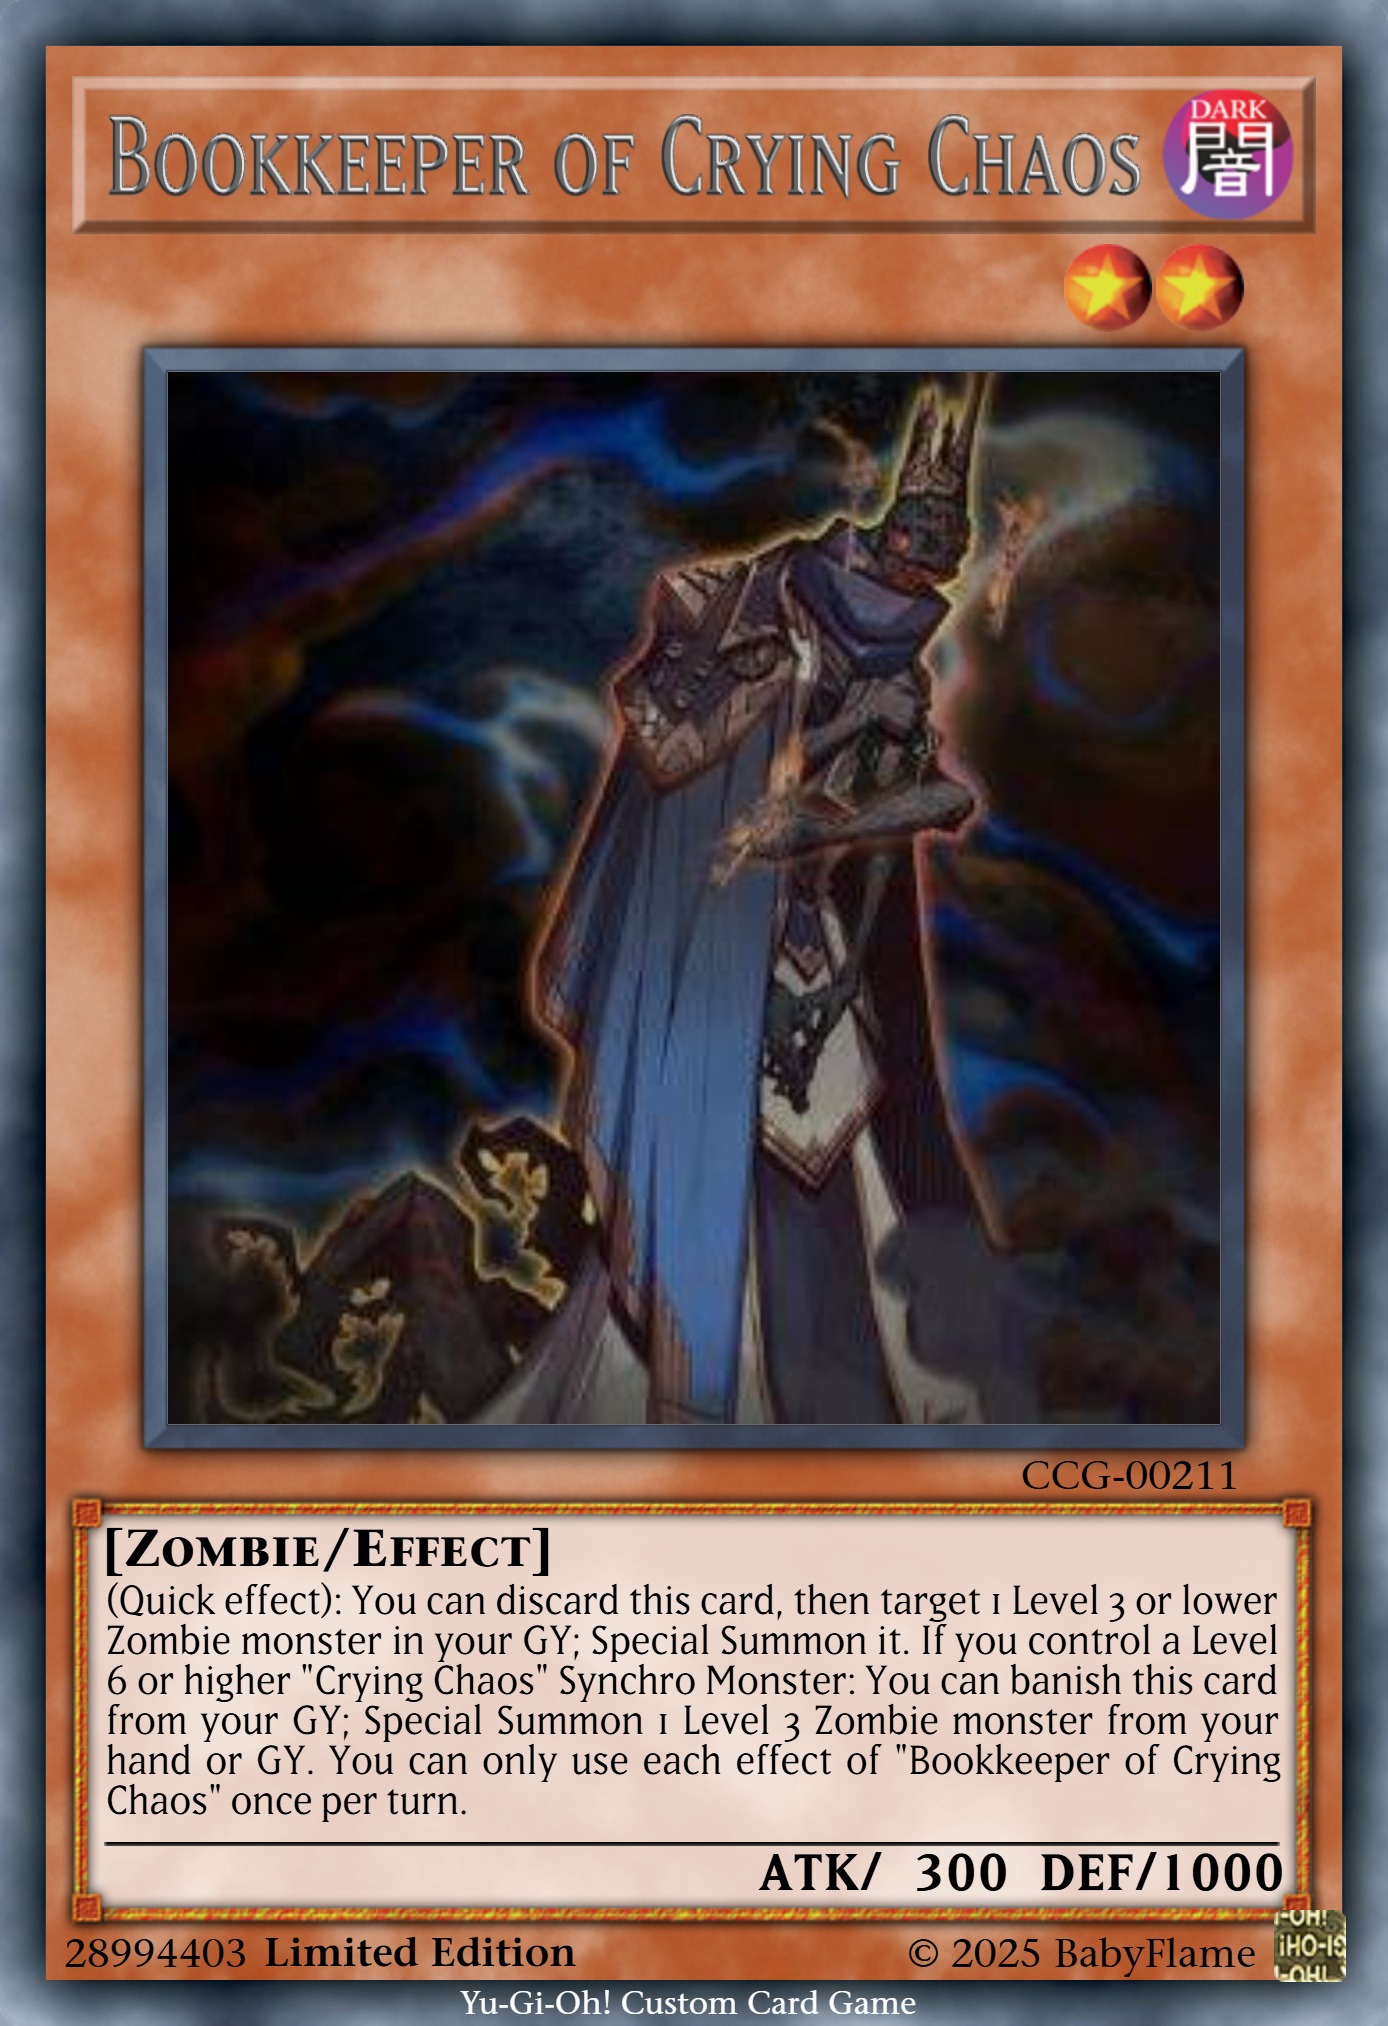 Bookkeeper of Crying Chaos
DARK
闇
CCG-00211
[Zombie/Effect]
(Quick effect): You can discard this card, then target 1 Level 3 or lower
Zombie monster in your GY; Special Summon it. If you control a Level
6 or higher "Crying Chaos" Synchro Monster: You can banish this card
from your GY; Special Summon 1 Level 3 Zombie monster from your
hand or GY. You can only use each effect of "Bookkeeper of Crying
Chaos" once per turn.
ATK/ 300 DEF/1000
28994403 Limited Edition
© 2025 BabyFlame
Yu-Gi-Oh! Custom Card Game